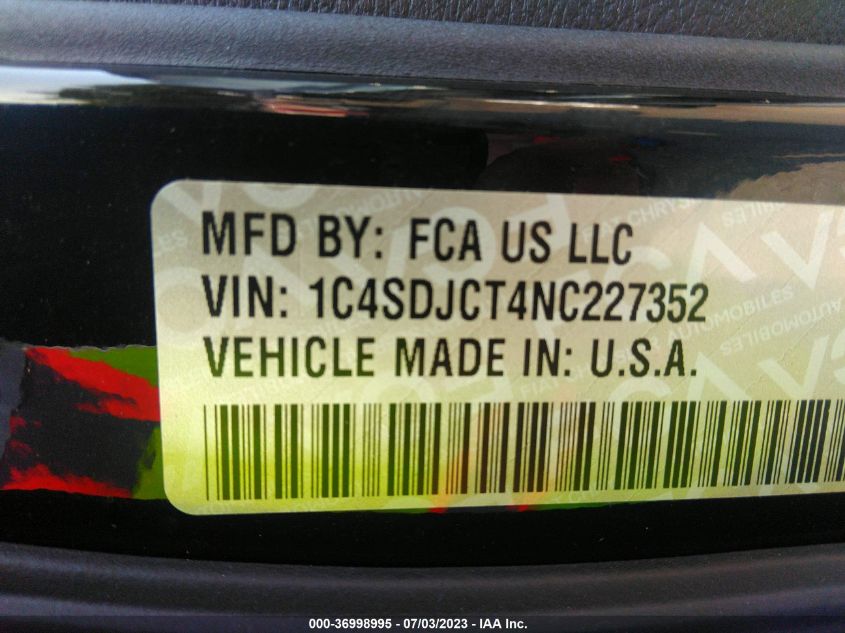 MFD BY: FCA US LLC
VIN: 1C4SDJCT4NC227352
VEHICLE MADE IN: U.S.A.
000-36998995 - 07/03/2023 - IAA Inc.